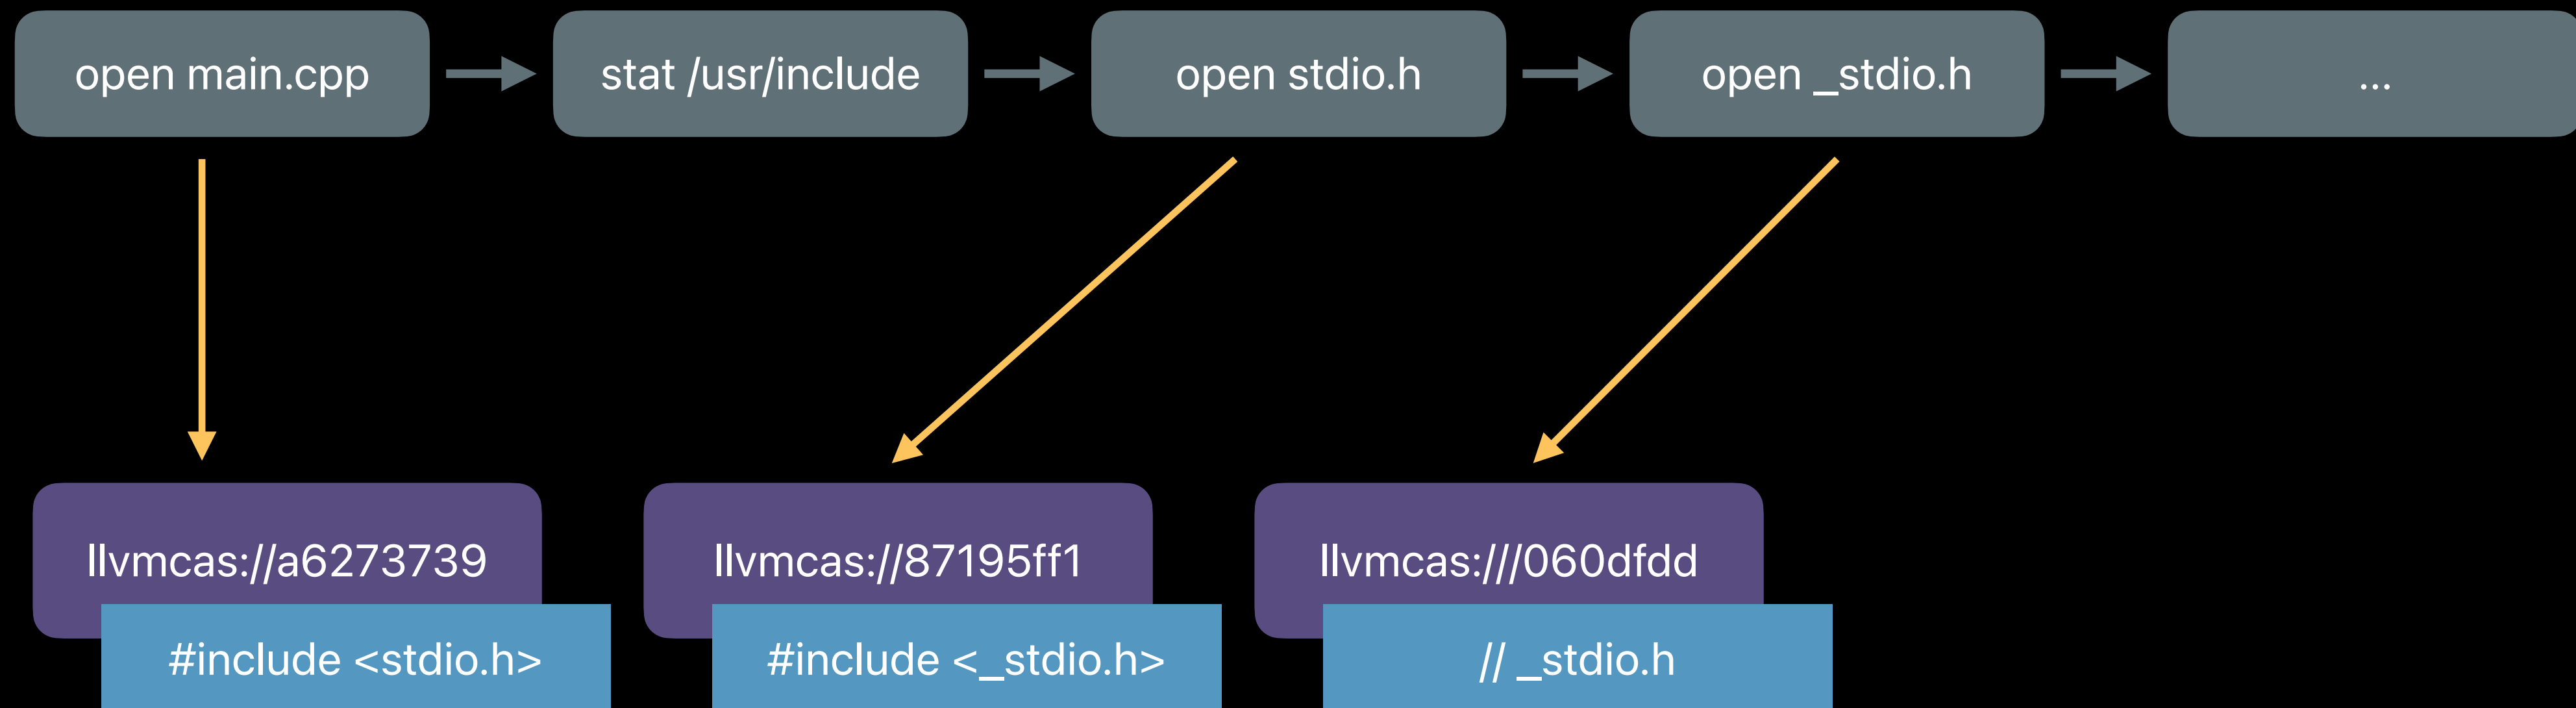 open main.cpp
stat /usr/include
open stdio.h
open _stdio.h
...
llvmcas://a6273739
llvmcas://87195ff1
llvmcas:///060dfdd
#include <stdio.h>
#include <_stdio.h>
// _stdio.h